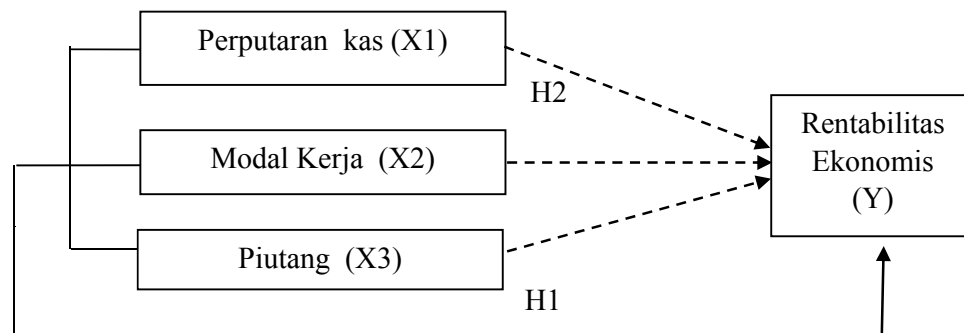 Perputaran kas (X1)
H2
Rentabilitas
Ekonomis
(Y)
Modal Kerja (X2)
Piutang (X3)
H1